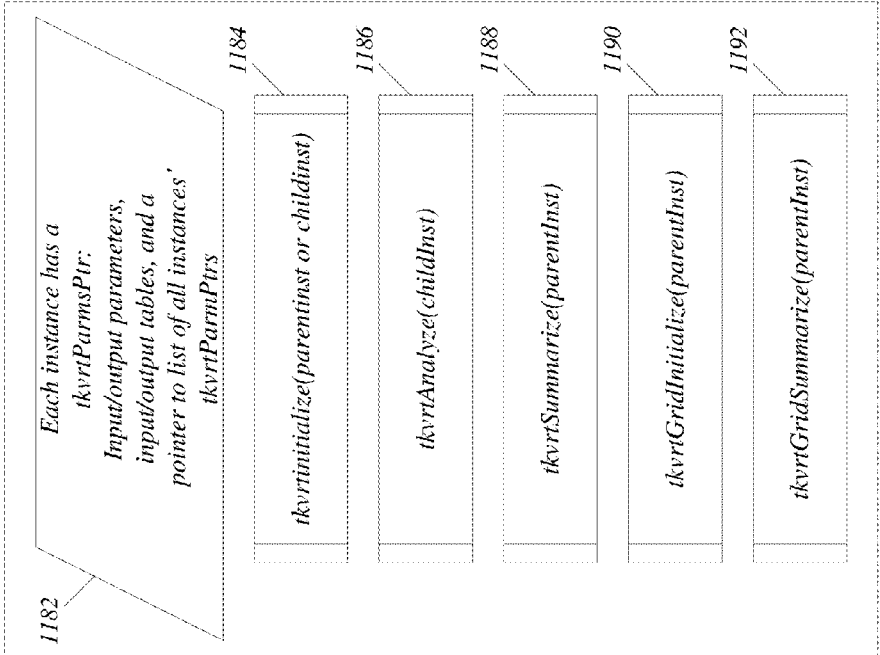 1182
Each instance has a
tkvrtParmsPtr:
Input/output parameters,
input/output tables, and a
pointer to list of all instances'
tkvrtParmPtrs
1184
tkvrtinitialize(parentinst or childinst)
1186
tkvrtAnalyze(childInst)
1188
tkvrtSummarize(parentInst)
1190
tkvrtGridInitialize(parentInst)
1192
tkvrtGridSummarize(parentInst)